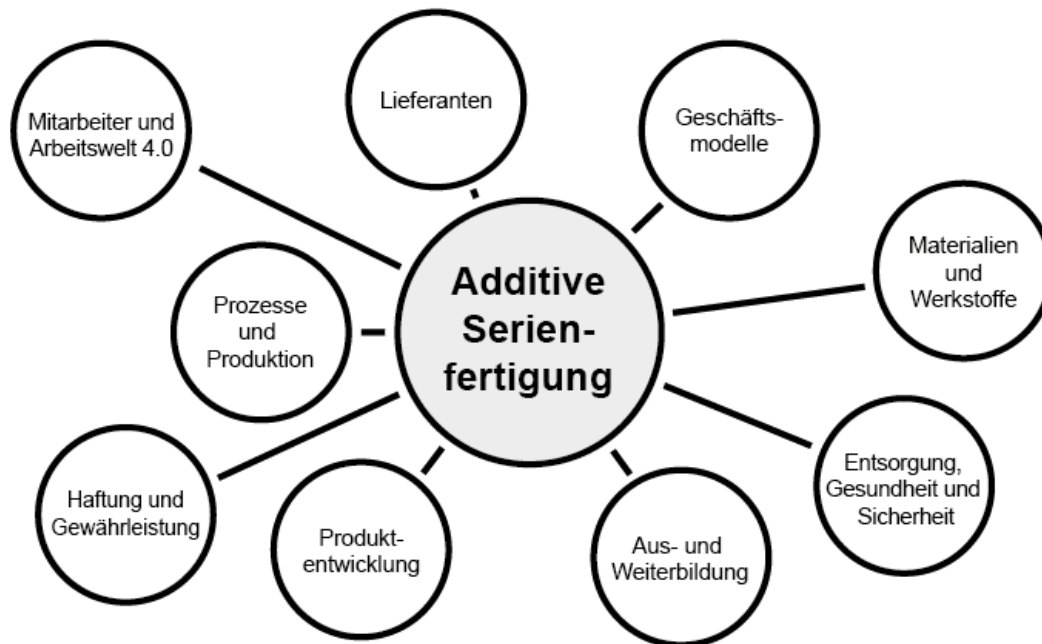 Mitarbeiter und
Arbeitswelt 4.0
Lieferanten
Geschäfts-
modelle
Materialien
und
Werkstoffe
Prozesse
und
Produktion
Additive
Serien-
fertigung
Haftung und
Gewährleistung
Produkt-
entwicklung
Aus- und
Weiterbildung
Entsorgung,
Gesundheit und
Sicherheit